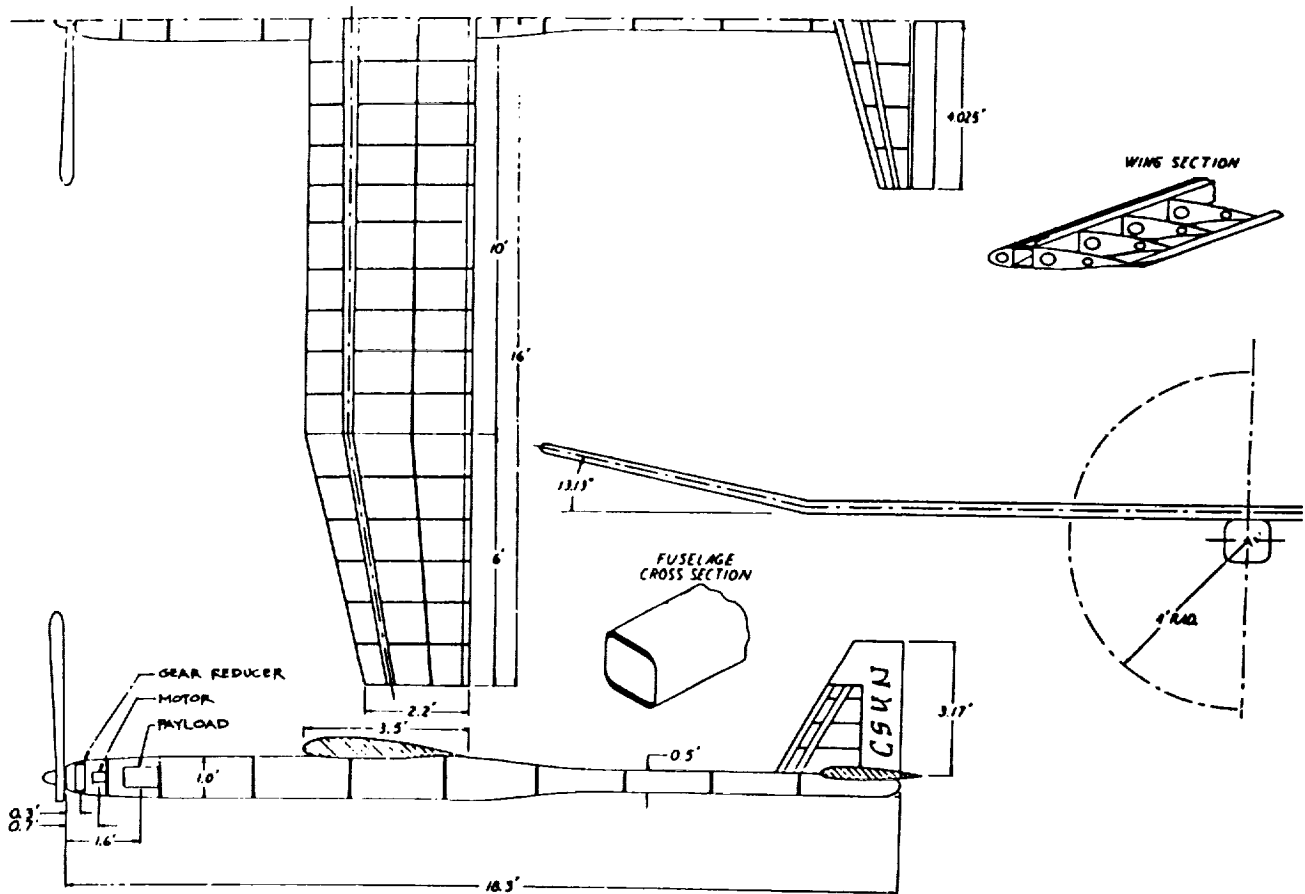 4.025'
WING SECTION
10'
16'
13.13°
FUSELAGE
CROSS SECTION
6'
4' RAD.
GEAR REDUCER
MOTOR
PAYLOAD
2.2'
3.5'
CSUN
3.17'
1.0'
0.5'
0.3'
0.7'
1.6'
18.3'